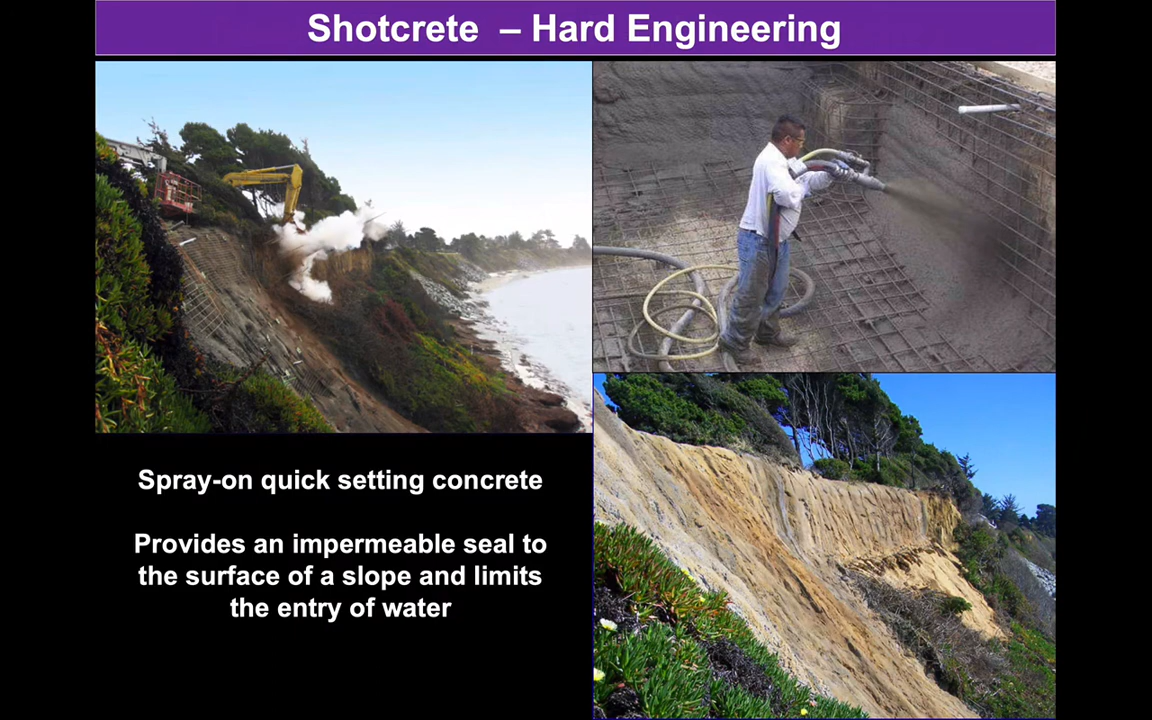 Shotcrete – Hard Engineering
Spray-on quick setting concrete
Provides an impermeable seal to
the surface of a slope and limits
the entry of water